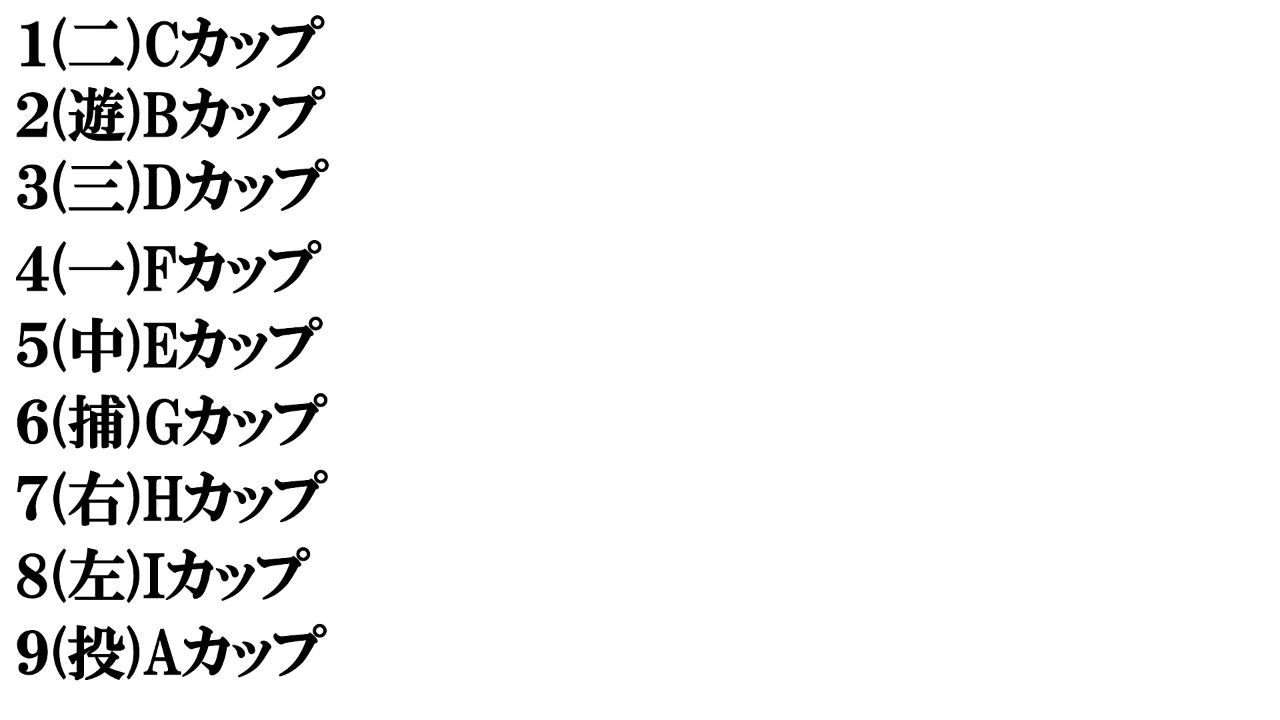 1(二)Cカップ
2(遊)Bカップ
3(三)Dカップ
4(一)Fカップ
5(中)Eカップ
6(捕)Gカップ
7(右)Hカップ
8(左)Iカップ
9(投)Aカップ